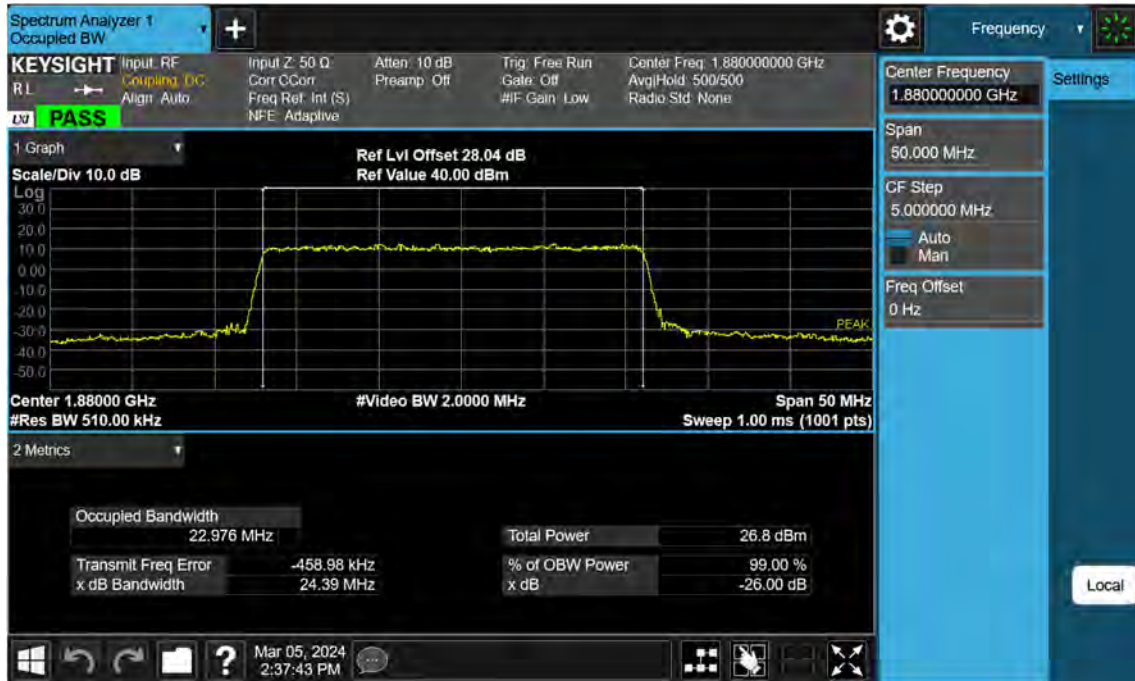 Spectrum Analyzer 1
Occupied BW
+
Frequency
KEYSIGHT
RL
LXI
PASS
Input: RF
Coupling: DC
Align: Auto
Input Z: 50 Ω
Corr CCorr
Freq Ref: Int (S)
NFE: Adaptive
Atten: 10 dB
Preamp: Off
Trig: Free Run
Gate: Off
#IF Gain: Low
Center Freq: 1.880000000 GHz
Avg|Hold: 500/500
Radio Std: None
1 Graph
Scale/Div 10.0 dB
Ref Lvl Offset 28.04 dB
Ref Value 40.00 dBm
Log
30.0
20.0
10.0
0.00
-10.0
-20.0
-30.0
-40.0
-50.0
PEAK
Center 1.88000 GHz
#Video BW 2.0000 MHz
Span 50 MHz
#Res BW 510.00 kHz
Sweep 1.00 ms (1001 pts)
2 Metrics
Occupied Bandwidth
22.976 MHz
Total Power 26.8 dBm
Transmit Freq Error -458.98 kHz
% of OBW Power 99.00 %
x dB Bandwidth 24.39 MHz
x dB -26.00 dB
Center Frequency
1.880000000 GHz
Settings
Span
50.000 MHz
CF Step
5.000000 MHz
Auto
Man
Freq Offset
0 Hz
Local
?
Mar 05, 2024
2:37:43 PM